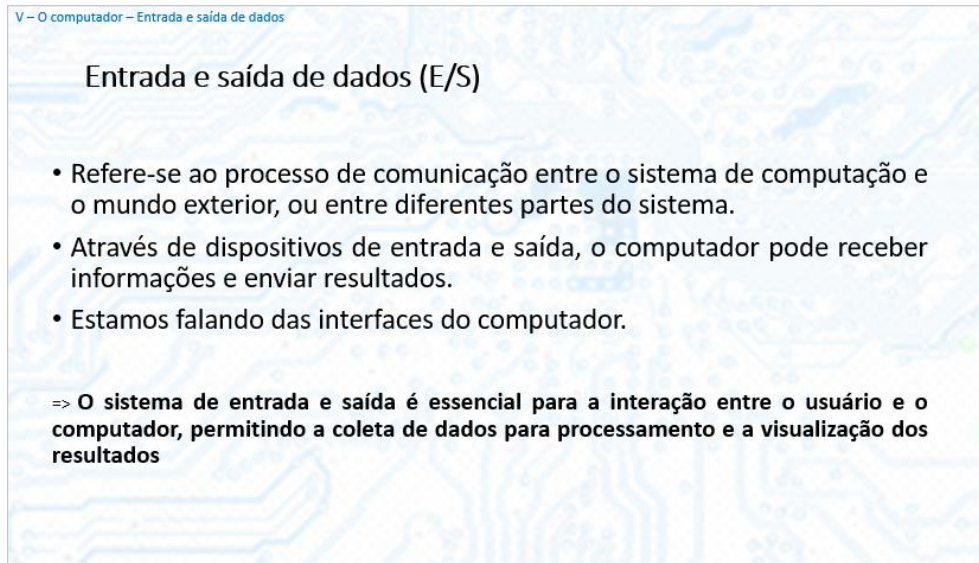 V – O computador – Entrada e saída de dados
Entrada e saída de dados (E/S)
• Refere-se ao processo de comunicação entre o sistema de computação e
o mundo exterior, ou entre diferentes partes do sistema.
• Através de dispositivos de entrada e saída, o computador pode receber
informações e enviar resultados.
• Estamos falando das interfaces do computador.
=> O sistema de entrada e saída é essencial para a interação entre o usuário e o
computador, permitindo a coleta de dados para processamento e a visualização dos
resultados